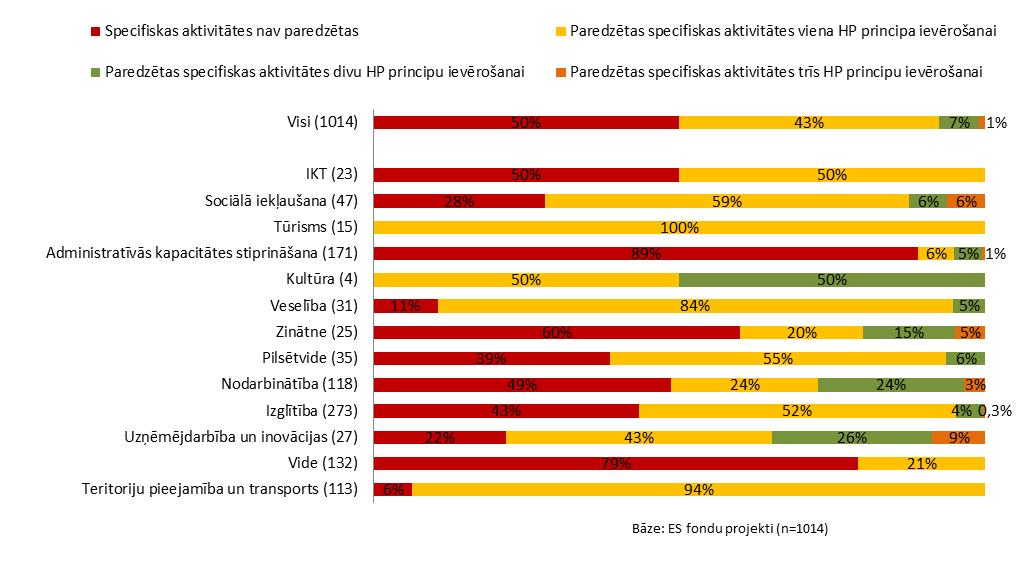 Specifiskas aktivitātes nav paredzētas
Paredzētas specifiskas aktivitātes viena HP principa ievērošanai
Paredzētas specifiskas aktivitātes divu HP principu ievērošanai
Paredzētas specifiskas aktivitātes trīs HP principu ievērošanai
Visi (1014) 50% 43% 7% 1%
IKT (23) 50% 50%
Sociālā iekļaušana (47) 28% 59% 6% 6%
Tūrisms (15) 100%
Administratīvās kapacitātes stiprināšana (171) 89% 6% 5% 1%
Kultūra (4) 50% 50%
Veselība (31) 11% 84% 5%
Zinātne (25) 60% 20% 15% 5%
Pilsētvide (35) 39% 55% 6%
Nodarbinātība (118) 49% 24% 24% 3%
Izglītība (273) 43% 52% 4% 0,3%
Uzņēmējdarbība un inovācijas (27) 22% 43% 26% 9%
Vide (132) 79% 21%
Teritoriju pieejamība un transports (113) 6% 94%
Bāze: ES fondu projekti (n=1014)